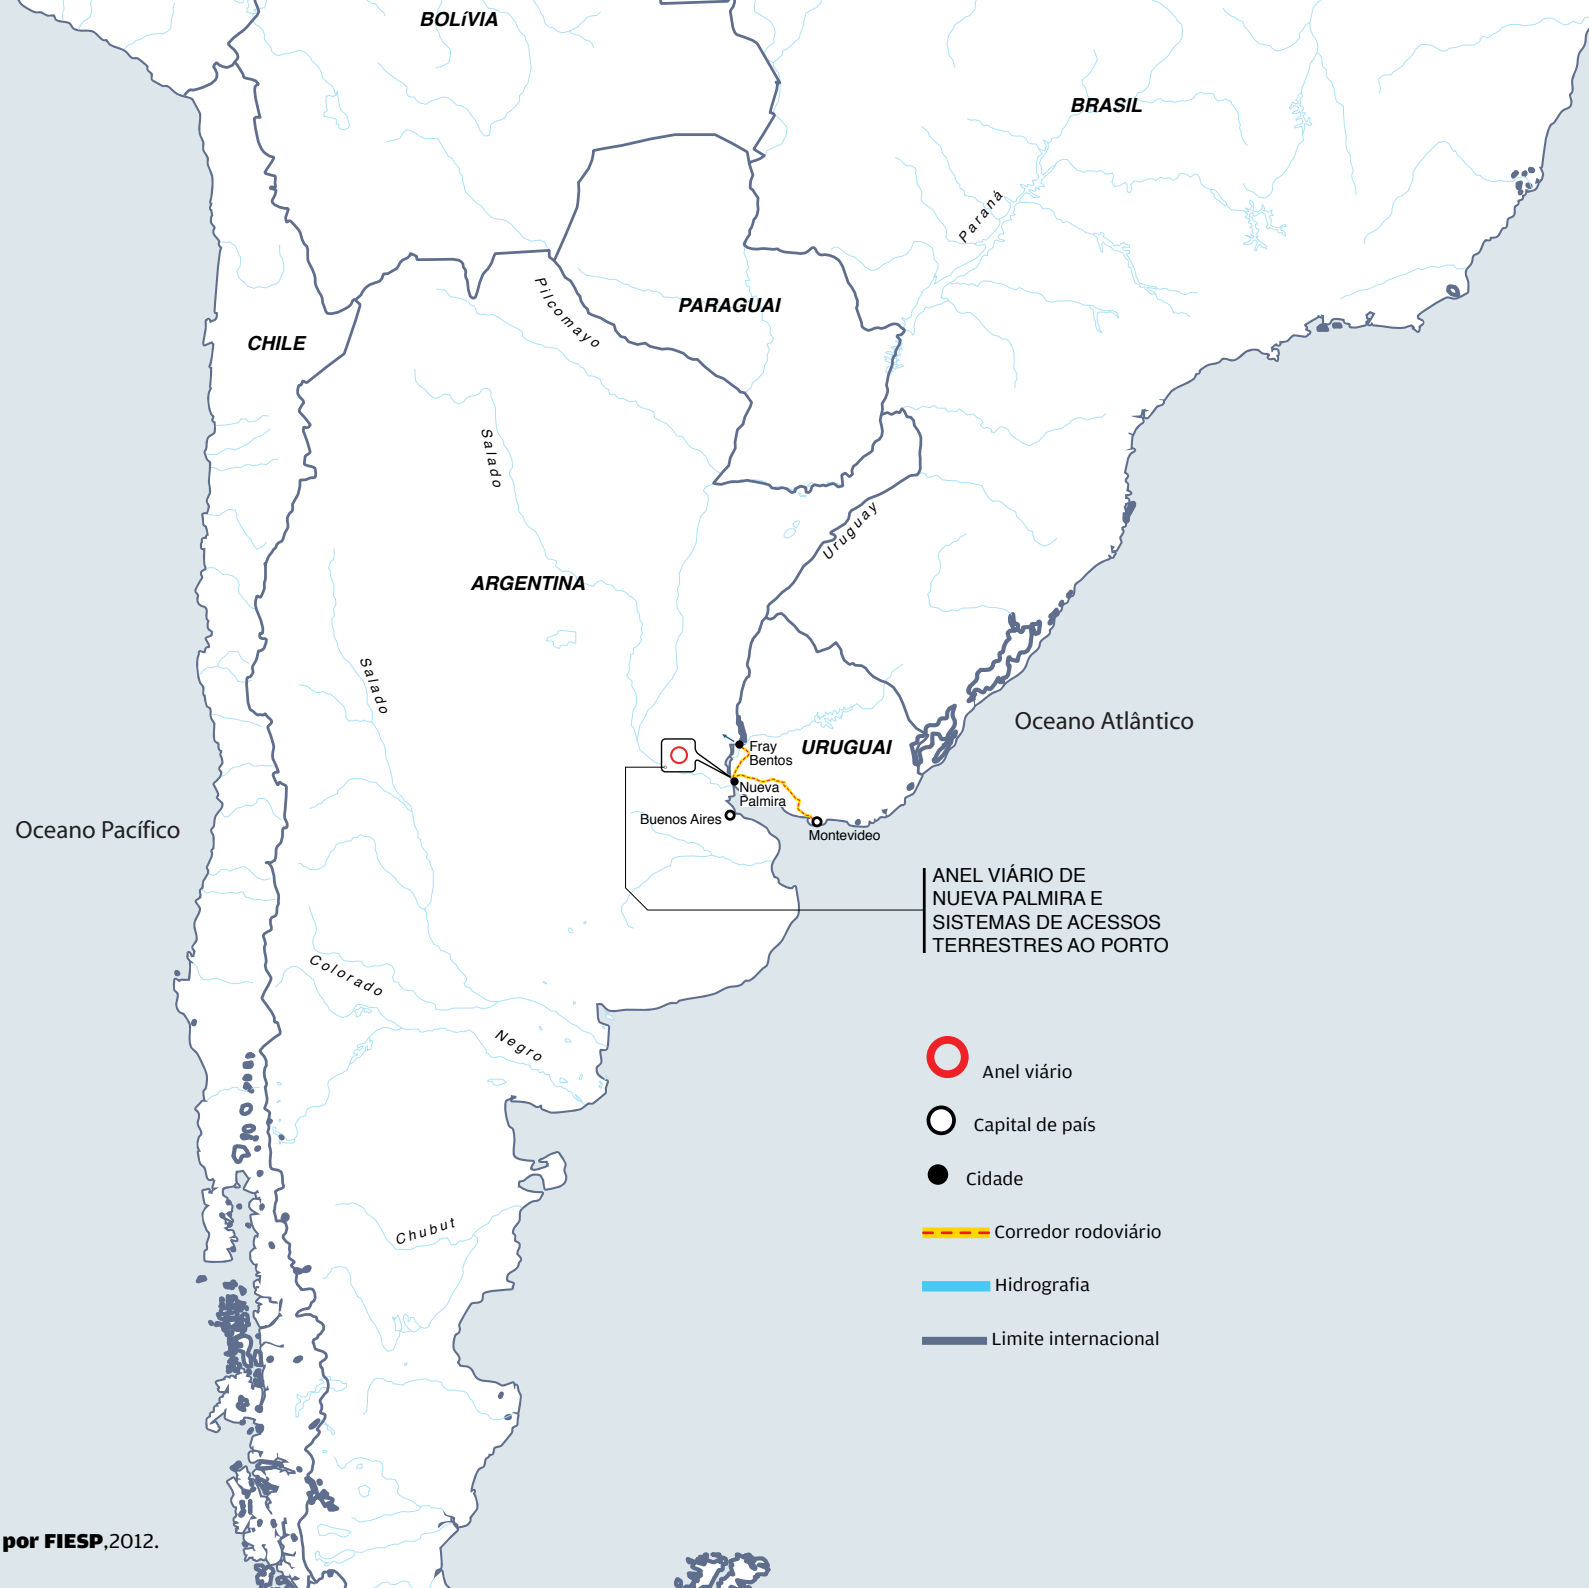 BOLíVIA
BRASIL
Paraná
PARAGUAI
Pilcomayo
CHILE
Salado
Uruguay
ARGENTINA
Salado
Oceano Atlântico
URUGUAI
Fray
Bentos
Nueva
Palmira
Buenos Aires
Montevideo
Oceano Pacífico
ANEL VIÁRIO DE
NUEVA PALMIRA E
SISTEMAS DE ACESSOS
TERRESTRES AO PORTO
Colorado
Negro
Chubut
Anel viário
Capital de país
Cidade
Corredor rodoviário
Hidrografia
Limite internacional
por FIESP,2012.